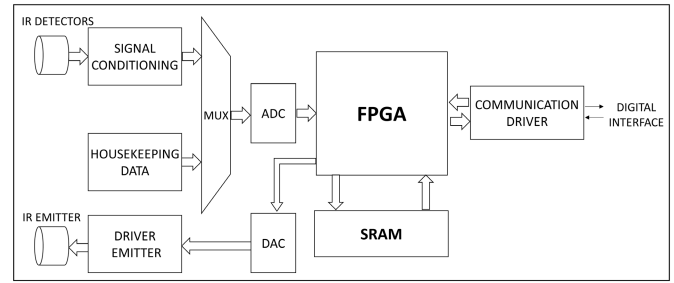 IR DETECTORS
SIGNAL
CONDITIONING
MUX
ADC
FPGA
COMMUNICATION
DRIVER
DIGITAL
INTERFACE
HOUSEKEEPING
DATA
IR EMITTER
DRIVER
EMITTER
DAC
SRAM